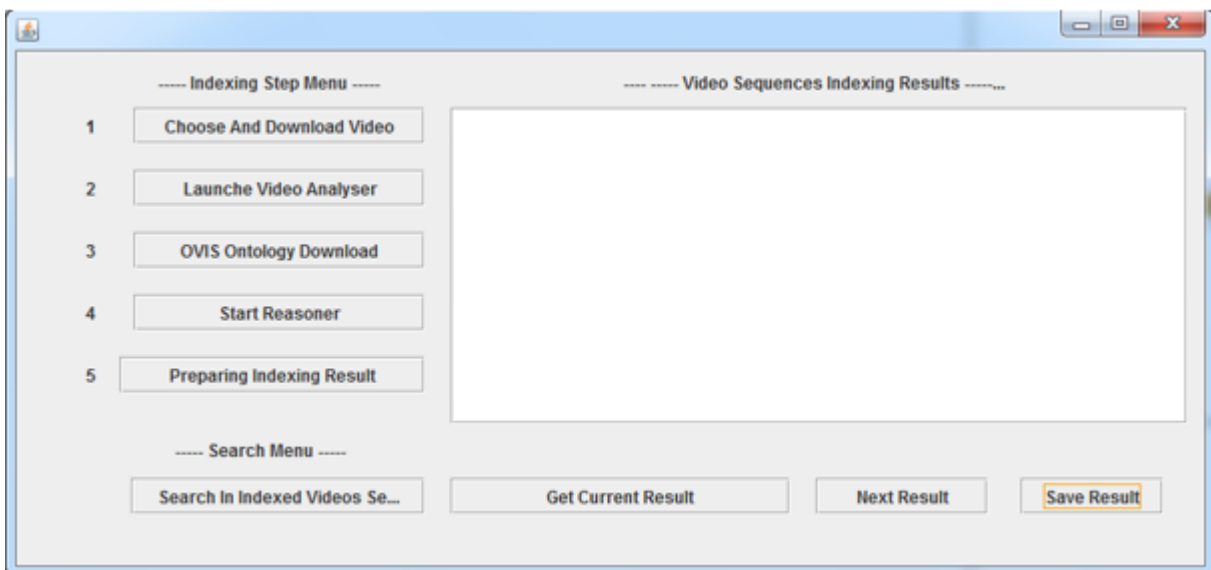 ----- Indexing Step Menu -----
---- ----- Video Sequences Indexing Results -----...
1 Choose And Download Video
2 Launche Video Analyser
3 OVIS Ontology Download
4 Start Reasoner
5 Preparing Indexing Result
----- Search Menu -----
Search In Indexed Videos Se... Get Current Result Next Result Save Result